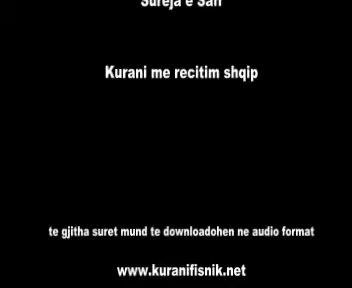 Sureja e Saff
Kurani me recitim shqip
te gjitha suret mund te downloadohen ne audio format
www.kuranifisnik.net